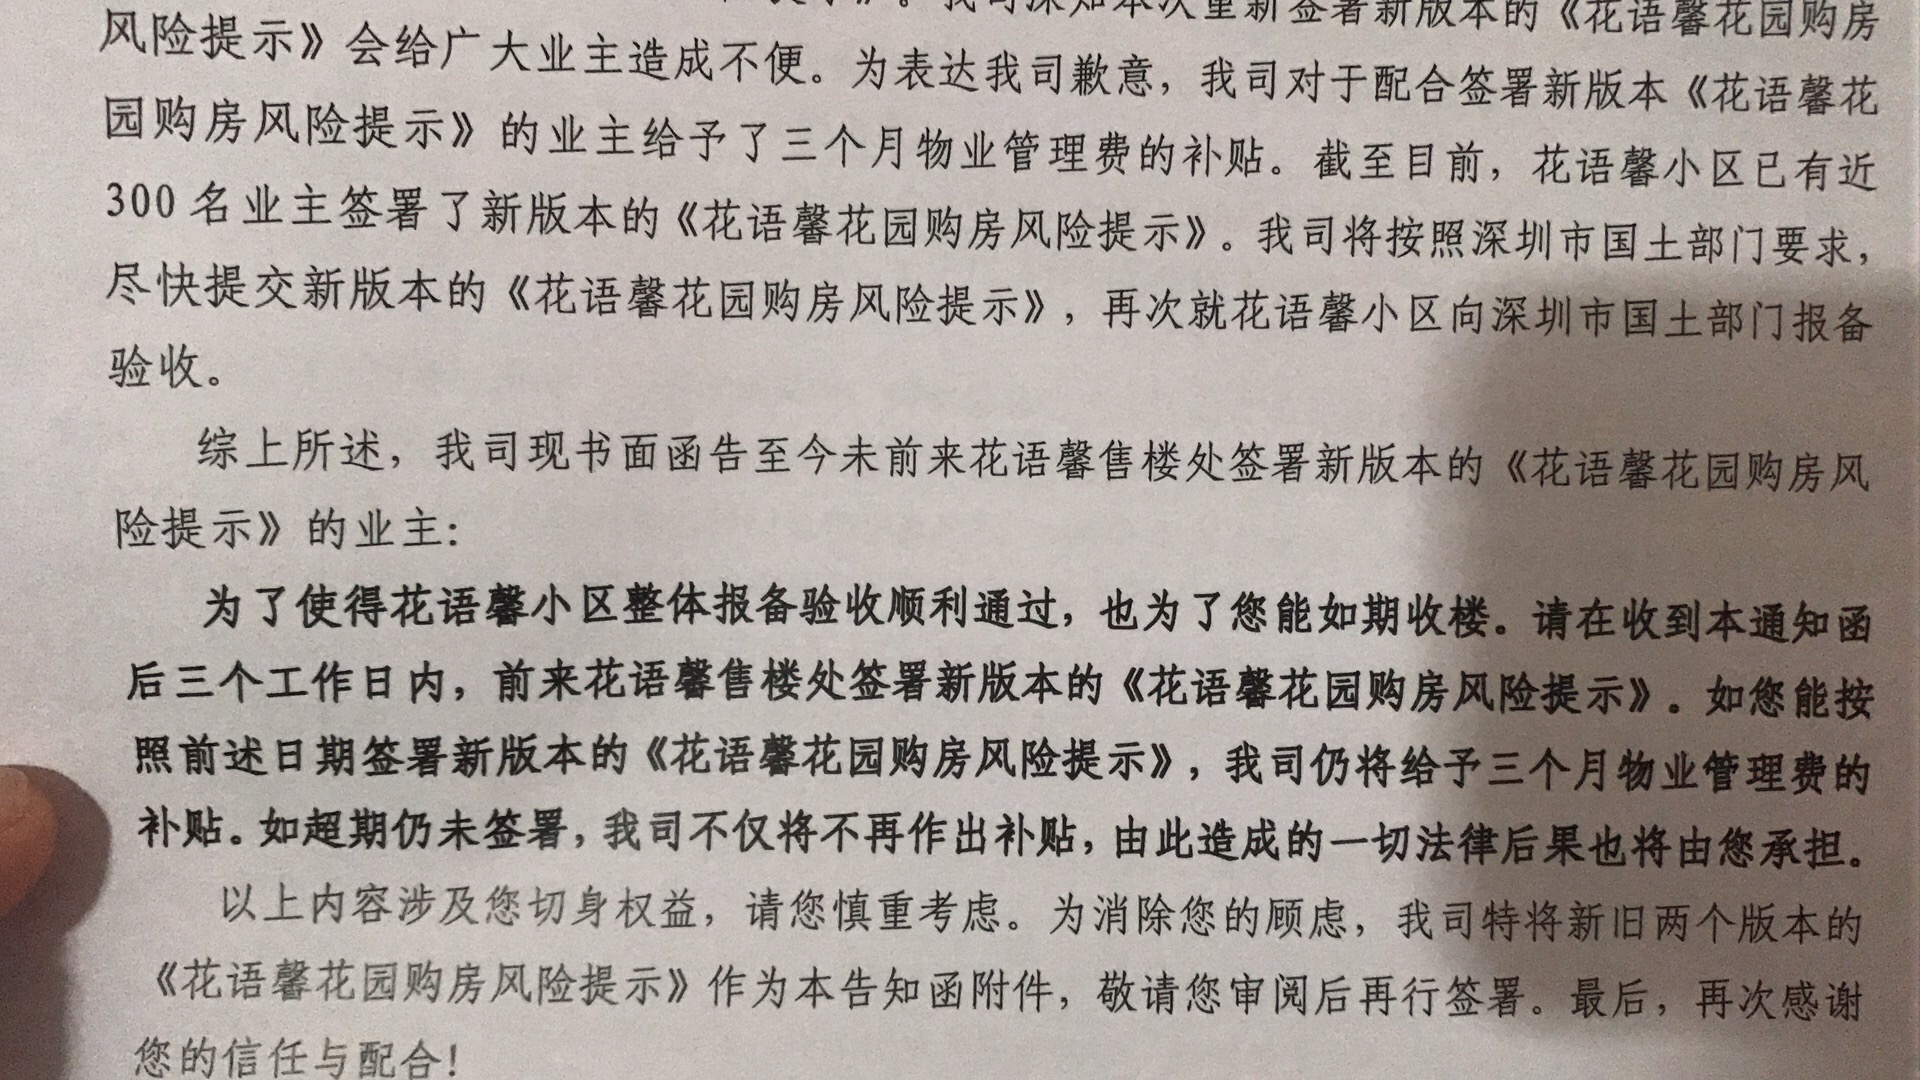 》。我司深知本次重新签署新版本的《花语馨花园购房
风险提示》会给广大业主造成不便。为表达我司歉意，我司对于配合签署新版本《花语馨花
园购房风险提示》的业主给予了三个月物业管理费的补贴。截至目前，花语馨小区已有近
300 名业主签署了新版本的《花语馨花园购房风险提示》。我司将按照深圳市国土部门要求，
尽快提交新版本的《花语馨花园购房风险提示》，再次就花语馨小区向深圳市国土部门报备
验收。
综上所述，我司现书面函告至今未前来花语馨售楼处签署新版本的《花语馨花园购房风
险提示》的业主：
为了使得花语馨小区整体报备验收顺利通过，也为了您能如期收楼。请在收到本通知函
后三个工作日内，前来花语馨售楼处签署新版本的《花语馨花园购房风险提示》。如您能按
照前述日期签署新版本的《花语馨花园购房风险提示》，我司仍将给予三个月物业管理费的
补贴。如超期仍未签署，我司不仅将不再作出补贴，由此造成的一切法律后果也将由您承担。
以上内容涉及您切身权益，请您慎重考虑。为消除您的顾虑，我司特将新旧两个版本的
《花语馨花园购房风险提示》作为本告知函附件，敬请您审阅后再行签署。最后，再次感谢
您的信任与配合！